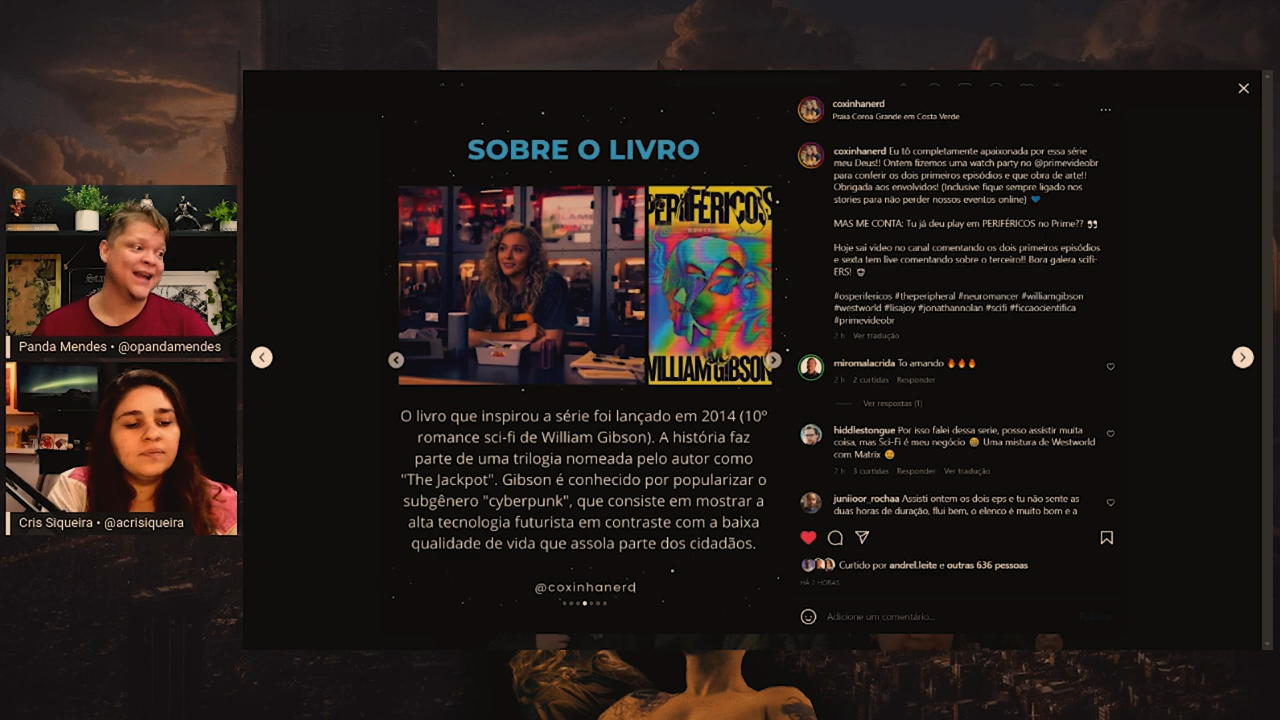 SOBRE O LIVRO
PERIFÉRICOS
WILLIAM GIBSON
O livro que inspirou a série foi lançado em 2014 (10º
romance sci-fi de William Gibson). A história faz
parte de uma trilogia nomeada pelo autor como
"The Jackpot". Gibson é conhecido por popularizar o
subgênero "cyberpunk", que consiste em mostrar a
alta tecnologia futurista em contraste com a baixa
qualidade de vida que assola parte dos cidadãos.
@coxinhanerd
coxinhanerd
Praia Coroa Grande em Costa Verde
coxinhanerd Eu tô completamente apaixonada por essa série
meu Deus!! Ontem fizemos uma watch party no @primevideobr
para conferir os dois primeiros episódios e que obra de arte!!
Obrigada aos envolvidos! (Inclusive fique sempre ligado nos
stories para não perder nossos eventos online) 💙
MAS ME CONTA: Tu já deu play em PERIFÉRICOS no Prime?? 👀
Hoje sai video no canal comentando os dois primeiros episódios
e sexta tem live comentando sobre o terceiro!! Bora galera scifi-
ERS!
#osperifericos #theperipheral #neuromancer #williamgibson
#westworld #lisajoy #jonathannolan #scifi #ficcaocientifica
#primevideobr
2 h Ver tradução
miromalacrida To amando 🔥🔥🔥
2 h 2 curtidas Responder
Ver respostas (1)
hiddlestongue Por isso falei dessa serie, posso assistir muita
coisa, mas Sci-Fi é meu negócio Uma mistura de Westworld
com Matrix
2 h 3 curtidas Responder Ver tradução
juniioor_rochaa Assisti ontem os dois eps e tu não sente as
duas horas de duração, flui bem, o elenco é muito bom e a
Curtido por andrel.leite e outras 636 pessoas
HÁ 2 HORAS
Adicione um comentário...
Panda Mendes • @opandamendes
Cris Siqueira • @acrisiqueira